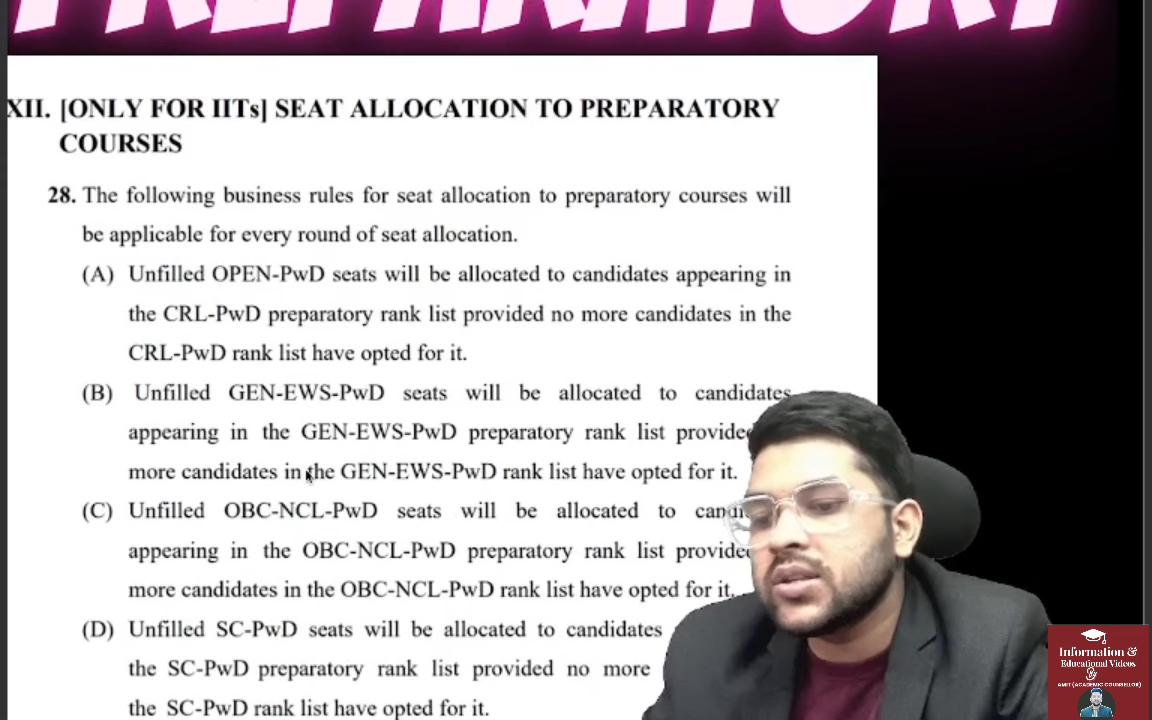 PREPARATORY
XII. [ONLY FOR IITs] SEAT ALLOCATION TO PREPARATORY
COURSES
28. The following business rules for seat allocation to preparatory courses will
be applicable for every round of seat allocation.
(A) Unfilled OPEN-PwD seats will be allocated to candidates appearing in
the CRL-PwD preparatory rank list provided no more candidates in the
CRL-PwD rank list have opted for it.
(B) Unfilled GEN-EWS-PwD seats will be allocated to candidates
appearing in the GEN-EWS-PwD preparatory rank list
more candidates in the GEN-EWS-PwD rank list have opted for it.
(C) Unfilled OBC-NCL-PwD seats will be allocated to
appearing in the OBC-NCL-PwD preparatory rank list
more candidates in the OBC-NCL-PwD rank list have opted for it.
(D) Unfilled SC-PwD seats will be allocated to candidates
the SC-PwD preparatory rank list provided no more
the SC-PwD rank list have opted for it.
Information &
Educational Videos
By
AMIT (ACADEMIC COUNSELLOR)